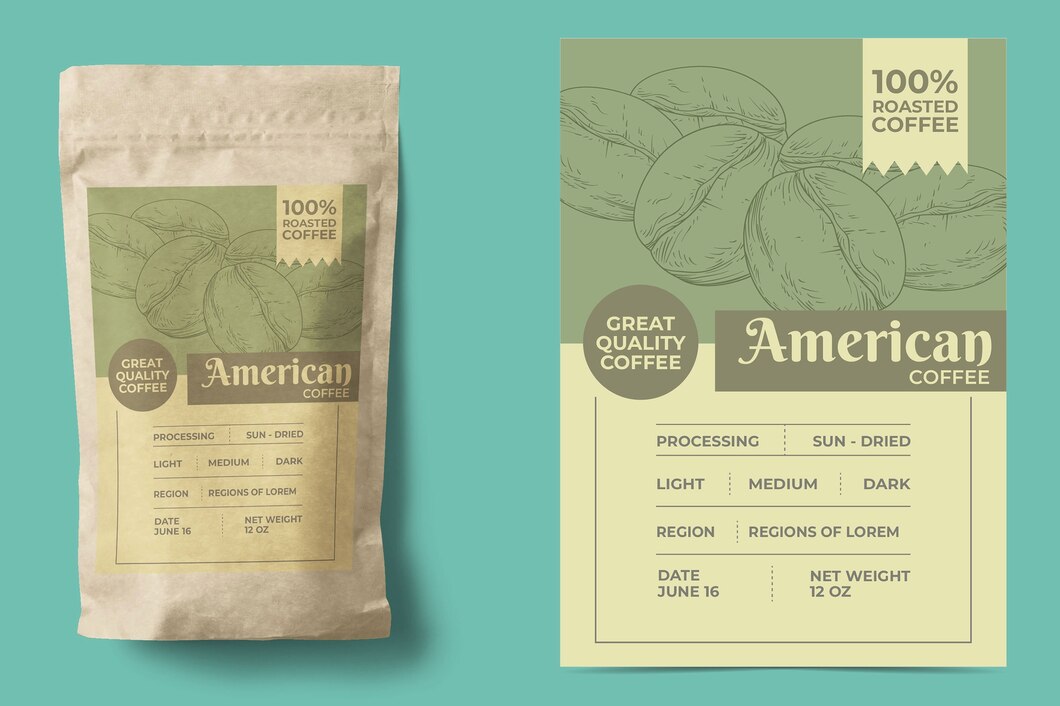 100%
ROASTED
COFFEE
GREAT
QUALITY
COFFEE
American
COFFEE
PROCESSING SUN - DRIED
LIGHT MEDIUM DARK
REGION REGIONS OF LOREM
DATE NET WEIGHT
JUNE 16 12 OZ
100%
ROASTED
COFFEE
GREAT
QUALITY
COFFEE
American
COFFEE
PROCESSING SUN - DRIED
LIGHT MEDIUM DARK
REGION REGIONS OF LOREM
DATE NET WEIGHT
JUNE 16 12 OZ